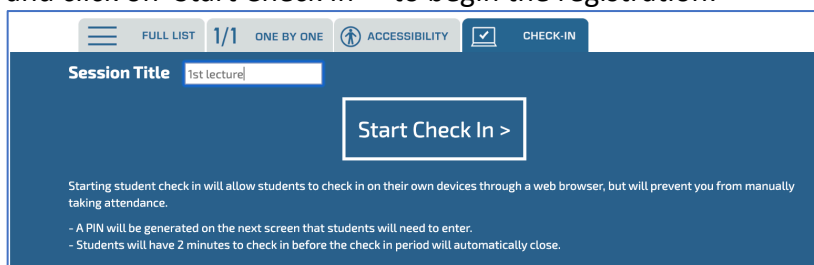 and click on "Start Check In >" to begin the registration.
FULL LIST 1/1 ONE BY ONE ACCESSIBILITY CHECK-IN
Session Title 1st lecture
Start Check In >
Starting student check in will allow students to check in on their own devices through a web browser, but will prevent you from manually
taking attendance.
- A PIN will be generated on the next screen that students will need to enter.
- Students will have 2 minutes to check in before the check in period will automatically close.